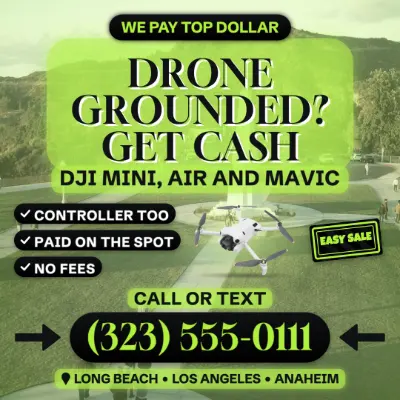 WE PAY TOP DOLLAR
DRONE
GROUNDED?
GET CASH
DJI MINI, AIR AND MAVIC
CONTROLLER TOO
PAID ON THE SPOT
NO FEES
EASY SALE
CALL OR TEXT
(323) 555-0111
LONG BEACH • LOS ANGELES • ANAHEIM